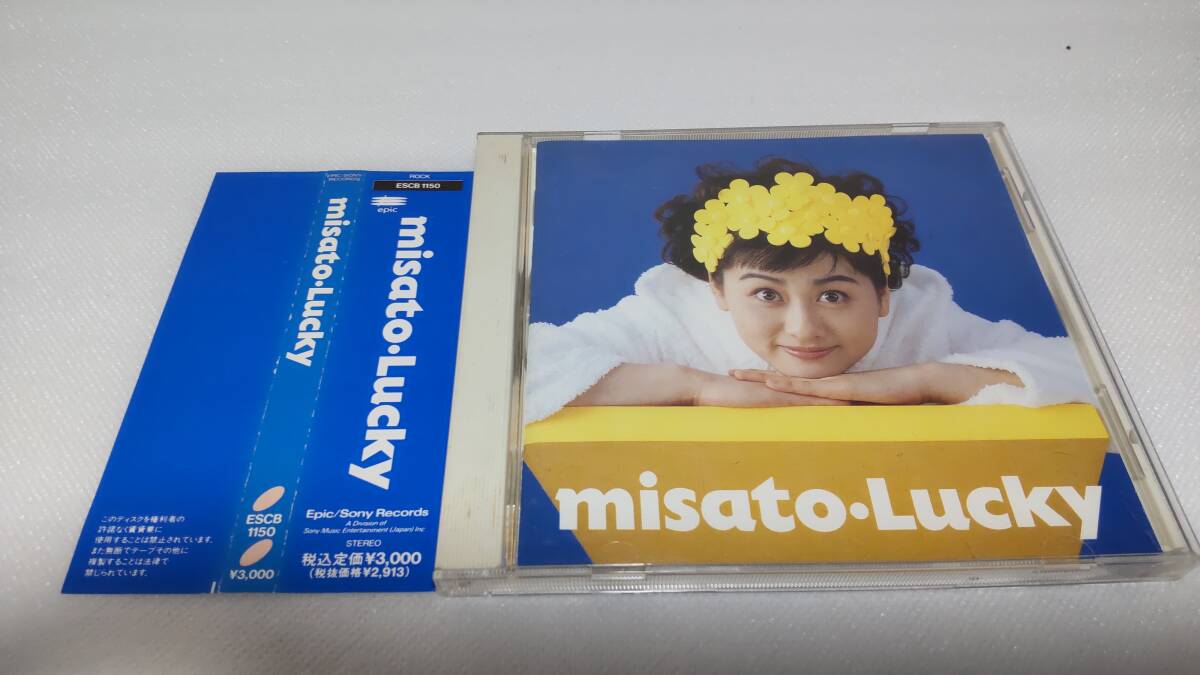 このディスクを権利者の
許諾なく賃貸業に
使用することは禁止されています。
また無断でテープその他に
複製することは法律で
禁じられています。
EPIC/SONY
RECORDS
misato•Lucky
ESCB
1150
¥3,000
ROCK
ESCB 1150
epic
misato•Lucky
Epic/Sony Records
A Division of
Sony Music Entertainment (Japan) Inc
STEREO
税込定価¥3,000
(税抜価格¥2,913)
misato•Lucky